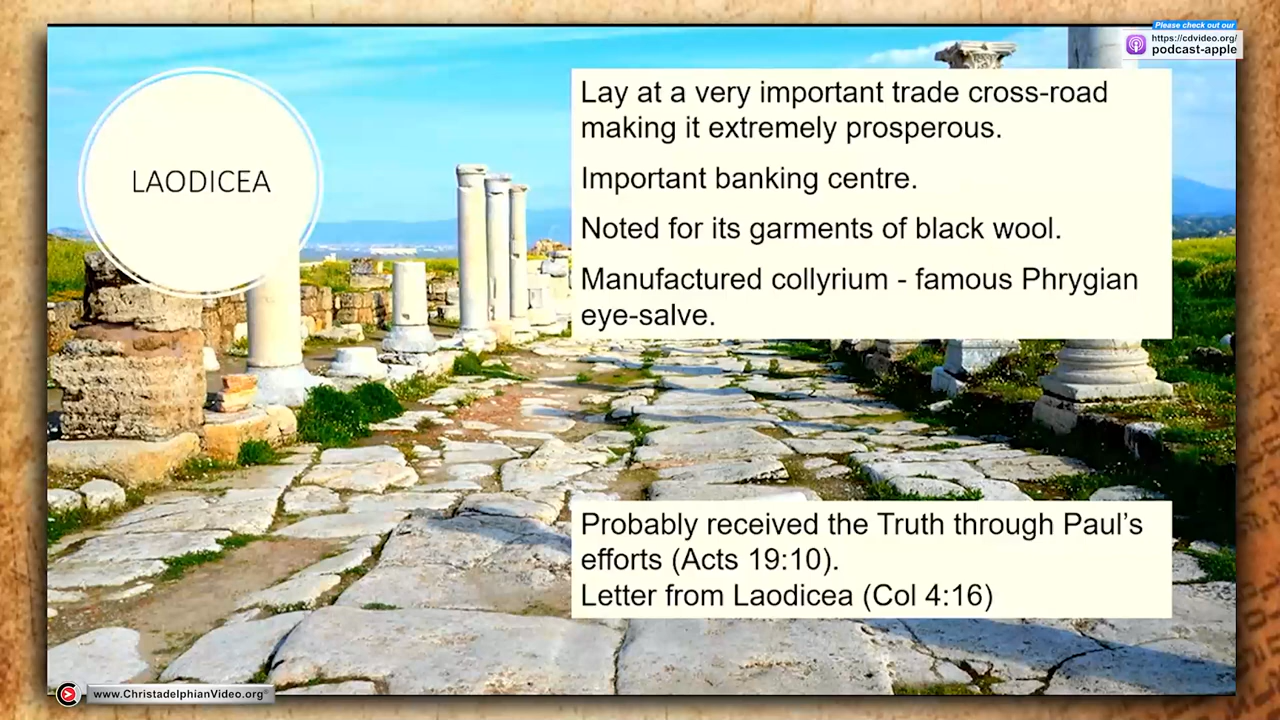 Please check out our
https://cdvideo.org/
podcast-apple
LAODICEA
Lay at a very important trade cross-road
making it extremely prosperous.
Important banking centre.
Noted for its garments of black wool.
Manufactured collyrium - famous Phrygian
eye-salve.
Probably received the Truth through Paul’s
efforts (Acts 19:10).
Letter from Laodicea (Col 4:16)
www.ChristadelphianVideo.org